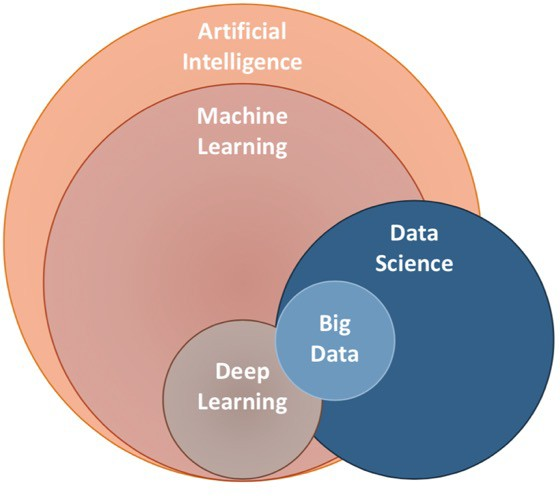 Artificial
Intelligence
Machine
Learning
Data
Science
Big
Data
Deep
Learning